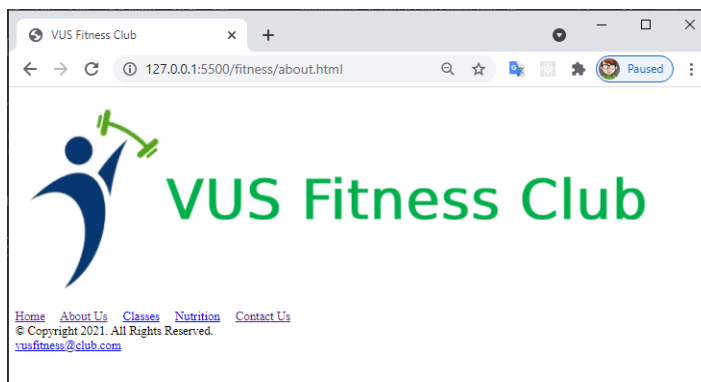 VUS Fitness Club
127.0.0.1:5500/fitness/about.html
Paused
VUS Fitness Club
Home About Us Classes Nutrition Contact Us
© Copyright 2021. All Rights Reserved.
vusfitness@club.com